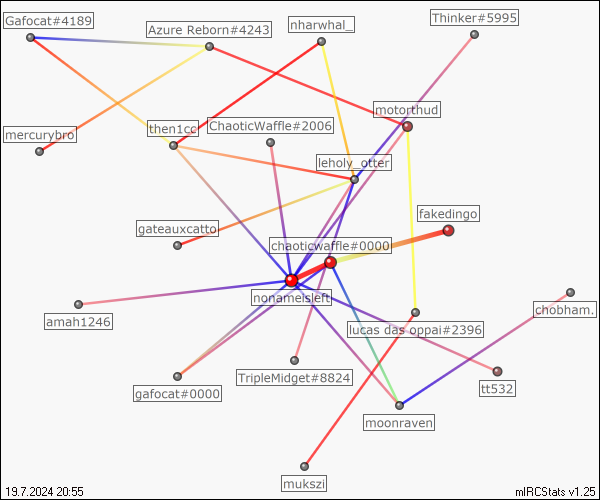 Gafocat#4189
Azure Reborn#4243
nharwhal_
Thinker#5995
motorthud
mercurybro
then1cc
ChaoticWaffle#2006
leholy_otter
fakedingo
gateauxcatto
chaoticwaffle#0000
nonameisleft
amah1246
lucas das oppai#2396
chobham.
gafocat#0000
TripleMidget#8824
tt532
moonraven
mukszi
19.7.2024 20:55
mIRCStats v1.25